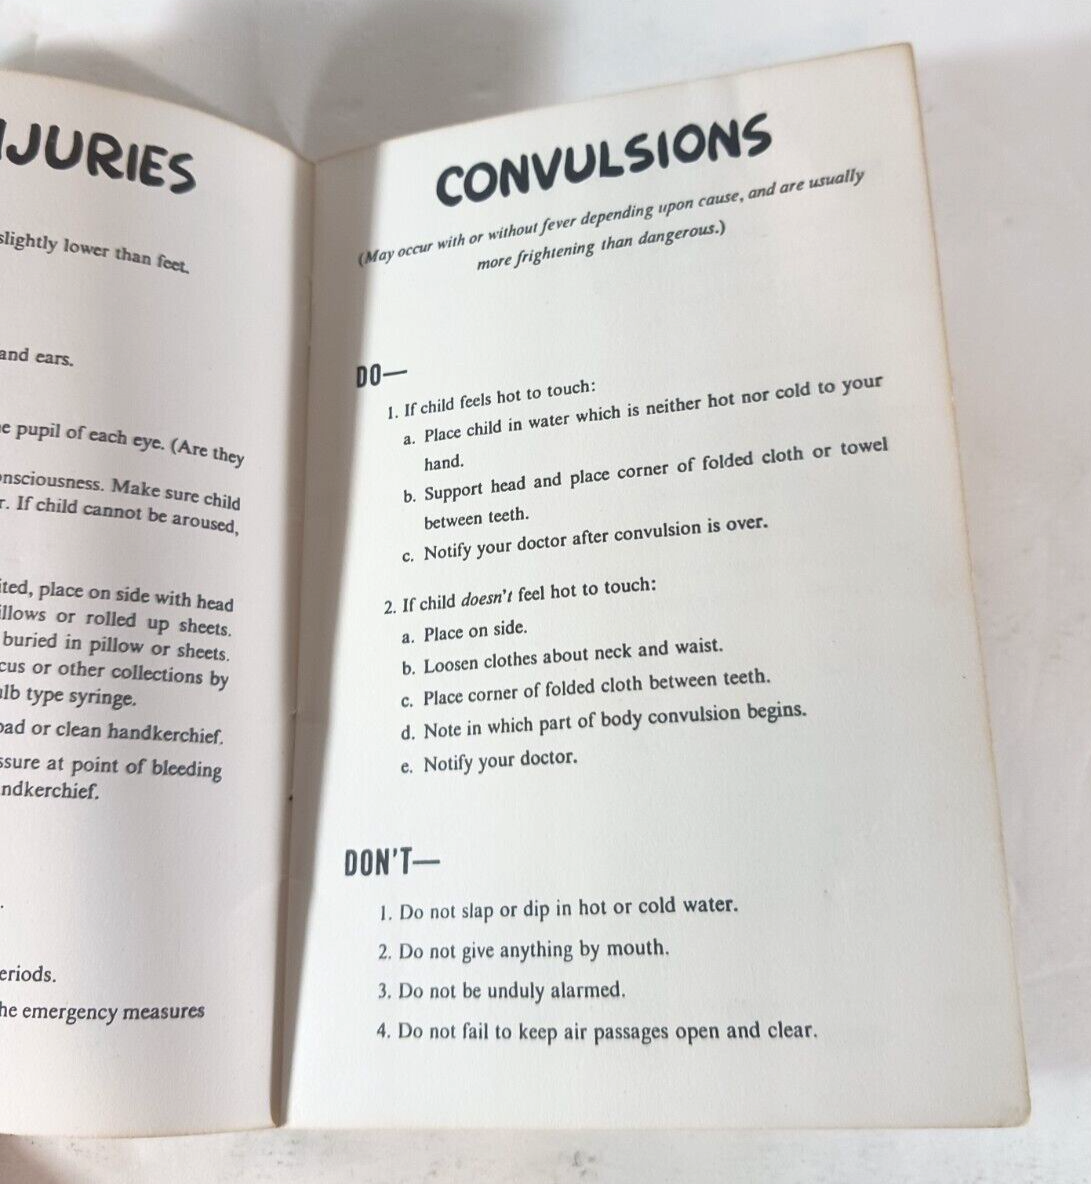 JURIES
slightly lower than feet.
and ears.
pupil of each eye. (Are they
consciousness. Make sure child
If child cannot be aroused,
place on side with head
or rolled up sheets.
buried in pillow or sheets.
or other collections by
type syringe.
or clean handkerchief.
at point of bleeding
eriods.
emergency measures
CONVULSIONS
(May occur with or without fever depending upon cause, and are usually
more frightening than dangerous.)
DO—
1. If child feels hot to touch:
a. Place child in water which is neither hot nor cold to your
hand.
b. Support head and place corner of folded cloth or towel
between teeth.
c. Notify your doctor after convulsion is over.
2. If child doesn't feel hot to touch:
a. Place on side.
b. Loosen clothes about neck and waist.
c. Place corner of folded cloth between teeth.
d. Note in which part of body convulsion begins.
e. Notify your doctor.
DON'T—
1. Do not slap or dip in hot or cold water.
2. Do not give anything by mouth.
3. Do not be unduly alarmed.
4. Do not fail to keep air passages open and clear.